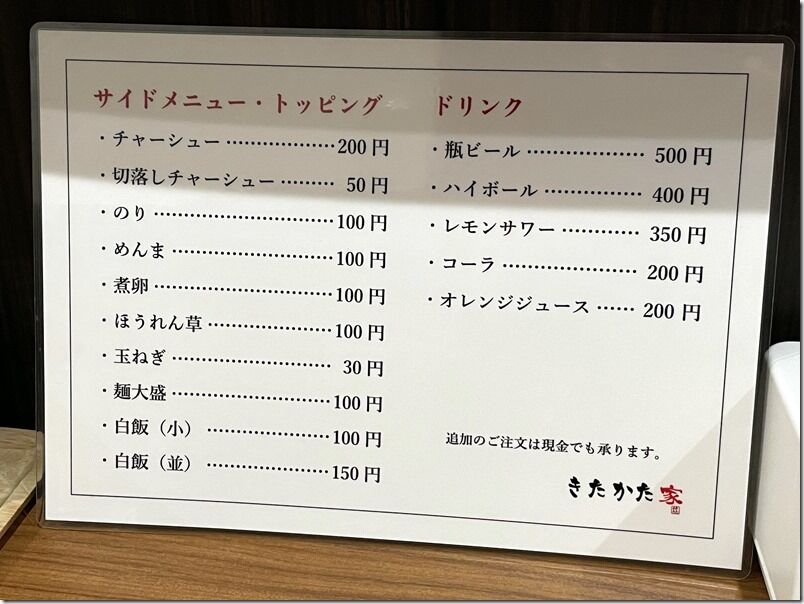 サイドメニュー・トッピング
・チャーシュー ………………200円
・切落しチャーシュー ……… 50円
・のり …………………………100円
・めんま ………………………100円
・煮卵 …………………………100円
・ほうれん草 …………………100円
・玉ねぎ ……………………… 30円
・麺大盛 ………………………100円
・白飯（小） …………………100円
・白飯（並） …………………150円
ドリンク
・瓶ビール ……………… 500円
・ハイボール …………… 400円
・レモンサワー ………… 350円
・コーラ ………………… 200円
・オレンジジュース …… 200円
追加のご注文は現金でも承ります。
きたかた家